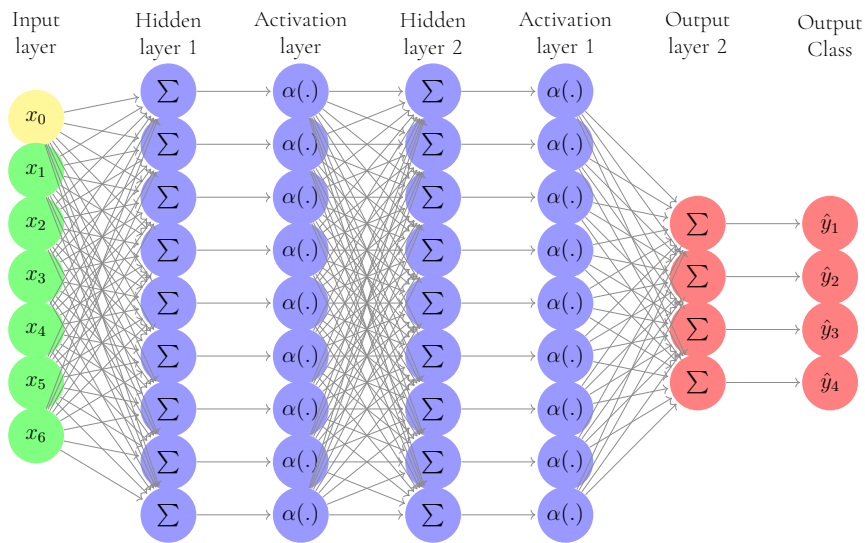 Input
layer
Hidden
layer 1
Activation
layer
Hidden
layer 2
Activation
layer 1
Output
layer 2
Output
Class
x₀
x₁
x₂
x₃
x₄
x₅
x₆
∑
∑
∑
∑
∑
∑
∑
∑
∑
α(.)
α(.)
α(.)
α(.)
α(.)
α(.)
α(.)
α(.)
α(.)
∑
∑
∑
∑
∑
∑
∑
∑
∑
α(.)
α(.)
α(.)
α(.)
α(.)
α(.)
α(.)
α(.)
α(.)
∑
∑
∑
∑
ŷ₁
ŷ₂
ŷ₃
ŷ₄